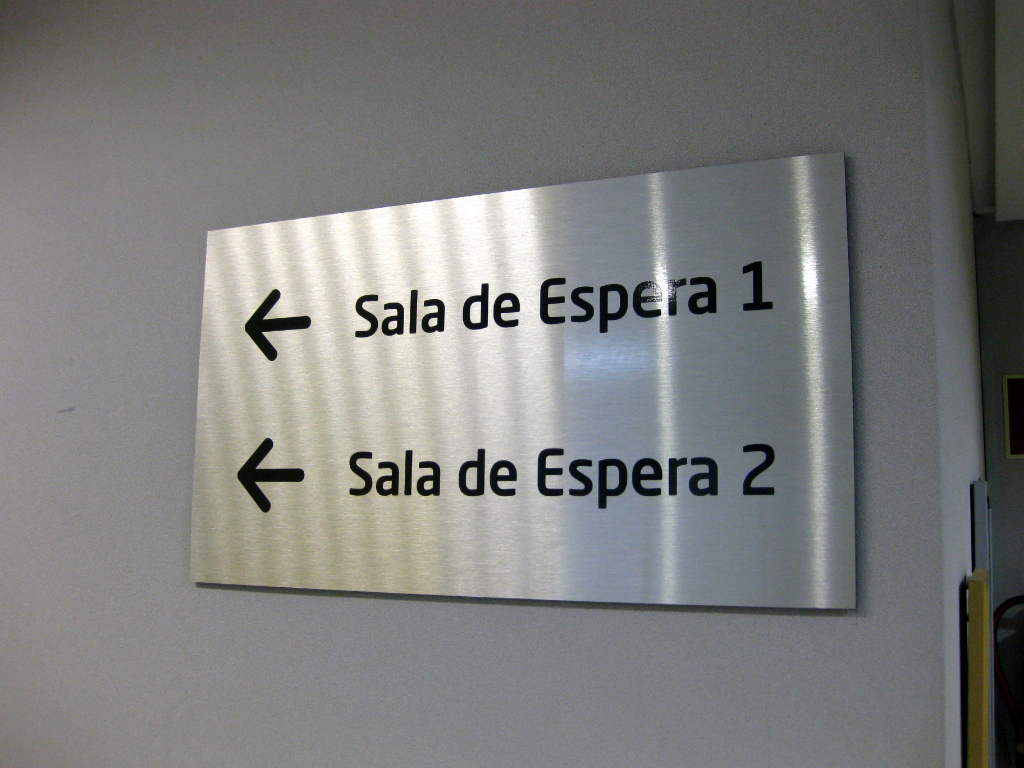 ← Sala de Espera 1
← Sala de Espera 2